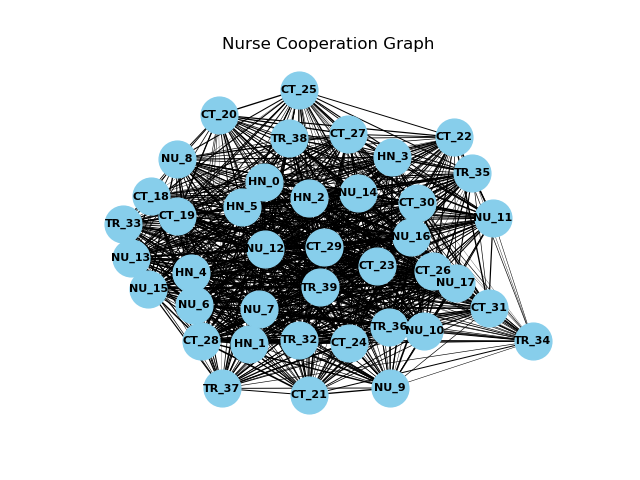 Nurse Cooperation Graph
CT_25
CT_20
CT_27
CT_22
TR_38
HN_3
NU_8
TR_35
HN_0
NU_14
CT_18
HN_2
CT_30
HN_5
CT_19
NU_11
TR_33
NU_16
CT_29
NU_12
NU_13
CT_23
CT_26
HN_4
NU_17
TR_39
NU_15
NU_6
CT_31
NU_7
TR_36
NU_10
TR_32
CT_28
TR_34
CT_24
HN_1
TR_37
NU_9
CT_21